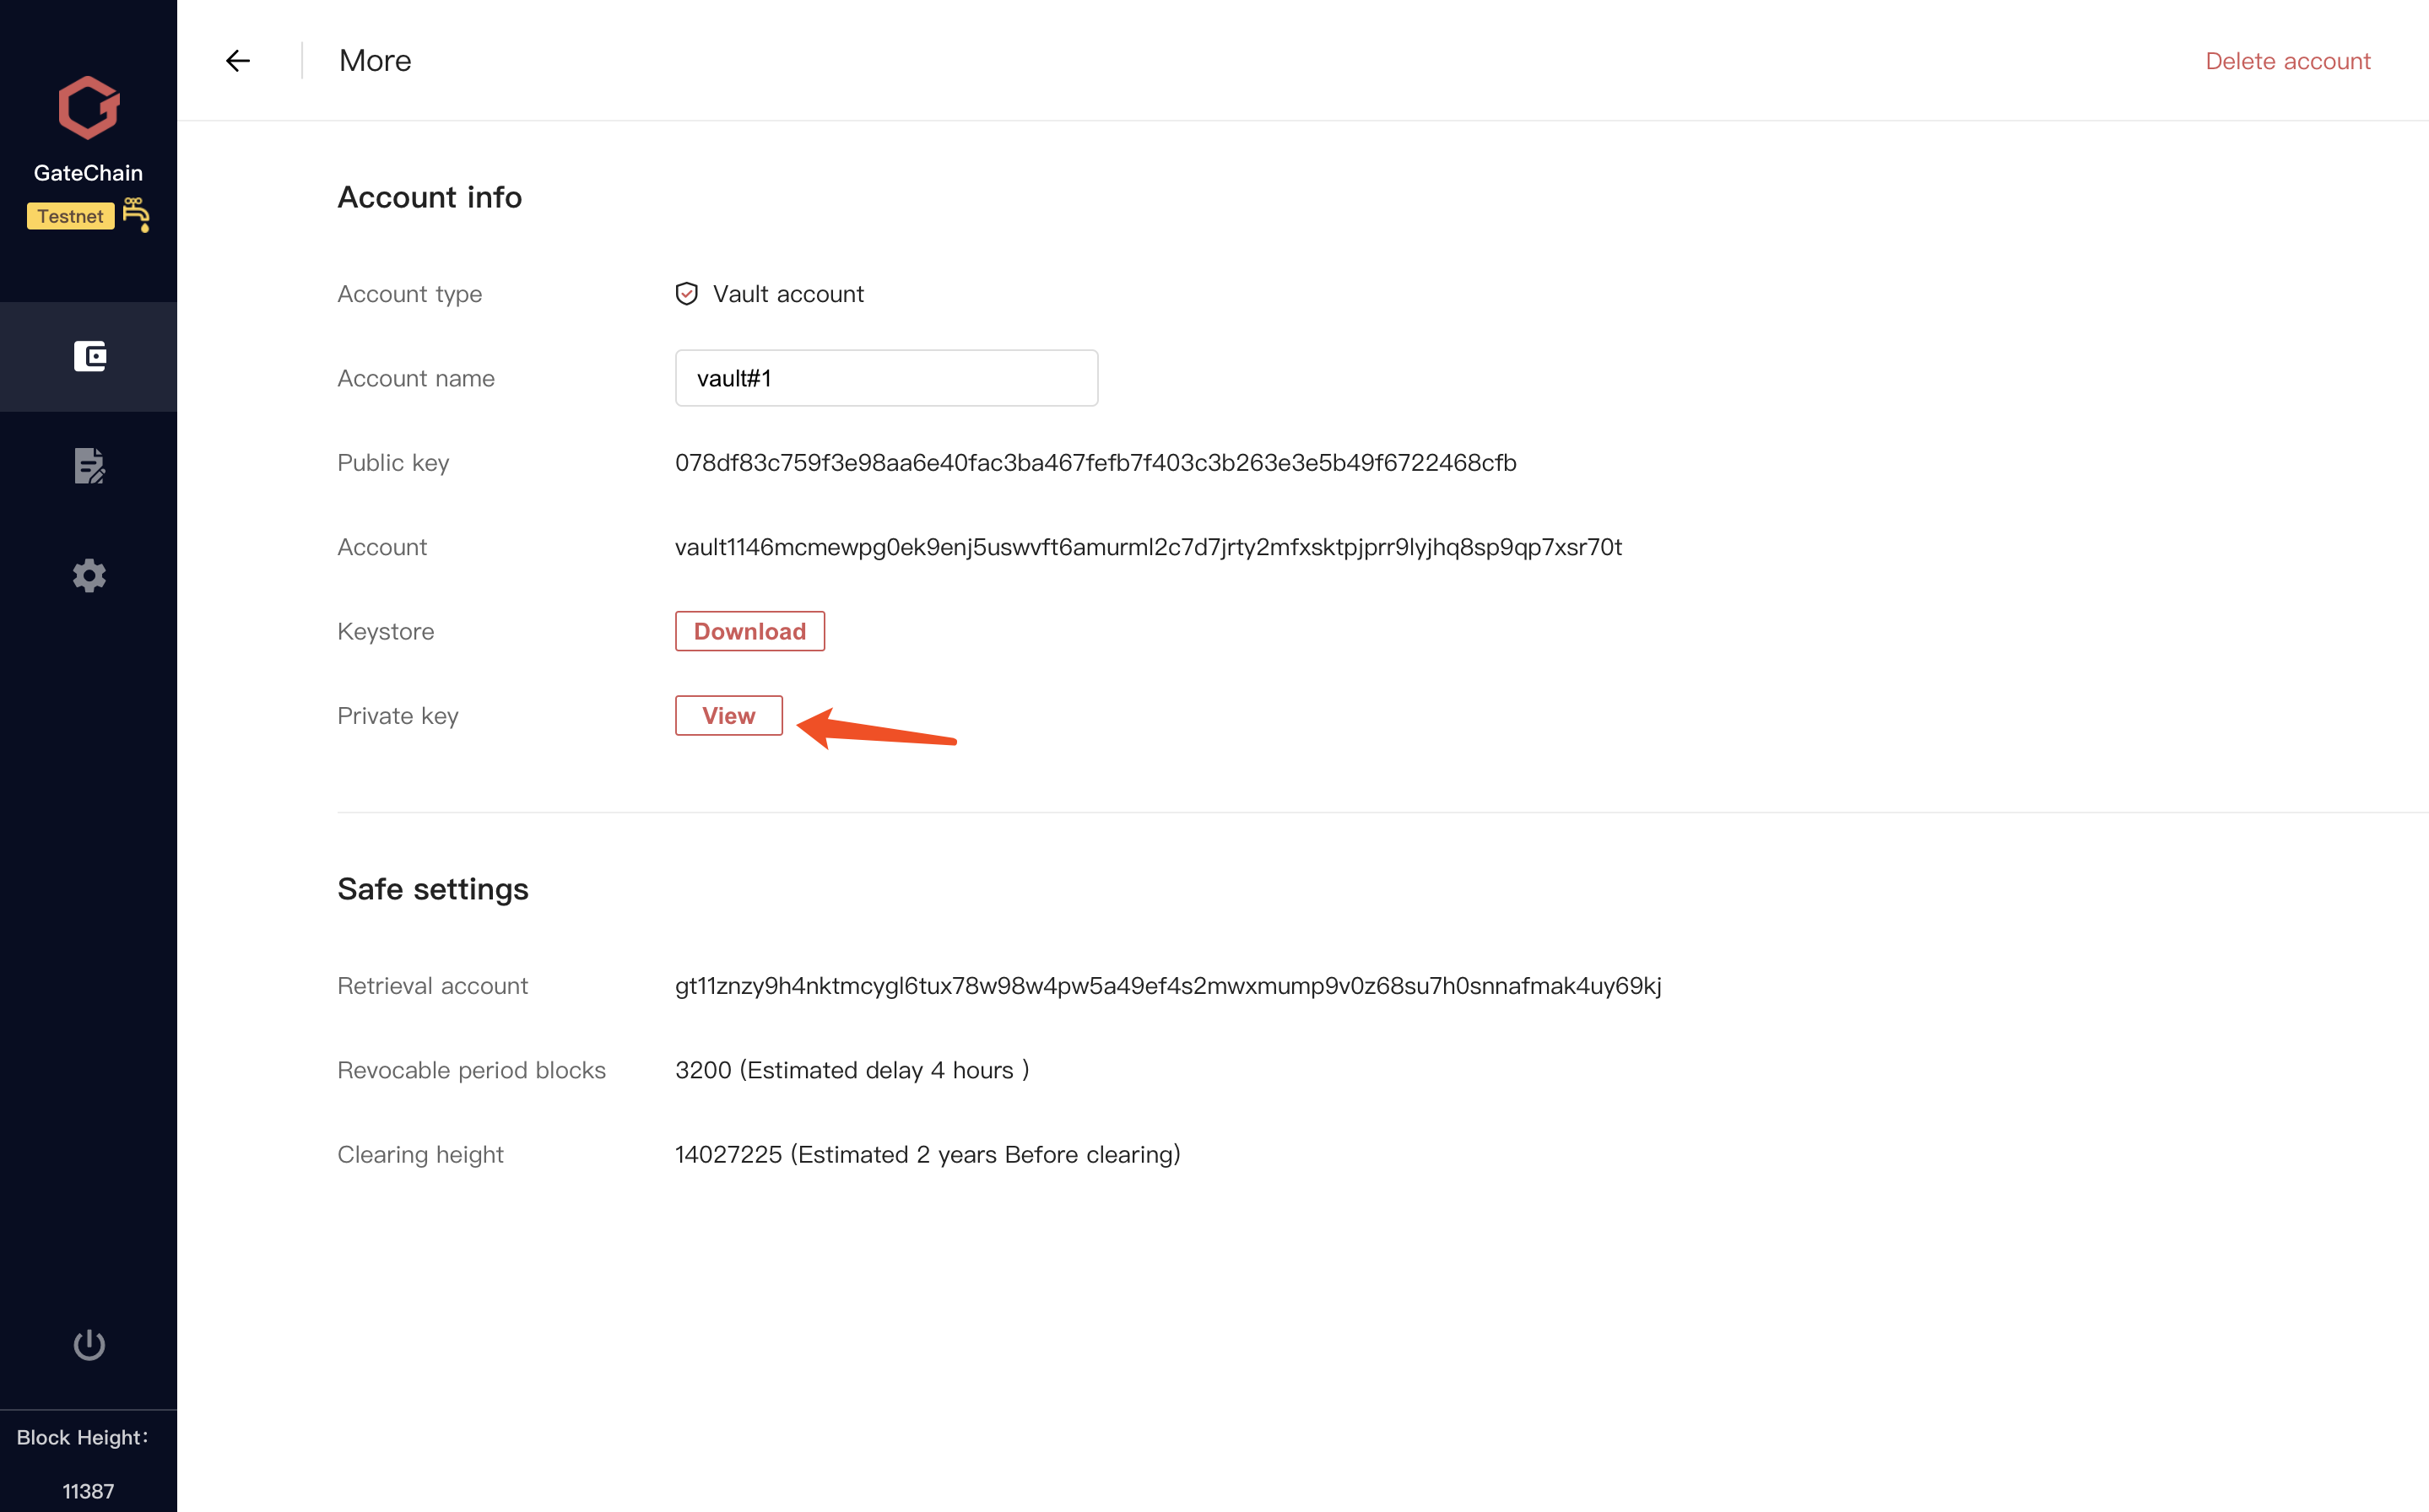 GateChain
Testnet
Block Height:
11387
More
Delete account
Account info
Account type
Vault account
Account name
vault#1
Public key
078df83c759f3e98aa6e40fac3ba467fefb7f403c3b263e3e5b49f6722468cfb
Account
vault1146mcmewpg0ek9enj5uswvft6amurml2c7d7jrty2mfxsktpjprr9lyjhq8sp9qp7xsr70t
Keystore
Download
Private key
View
Safe settings
Retrieval account
gt11znzy9h4nktmcygl6tux78w98w4pw5a49ef4s2mwxmump9v0z68su7h0snnafmak4uy69kj
Revocable period blocks
3200 (Estimated delay 4 hours )
Clearing height
14027225 (Estimated 2 years Before clearing)